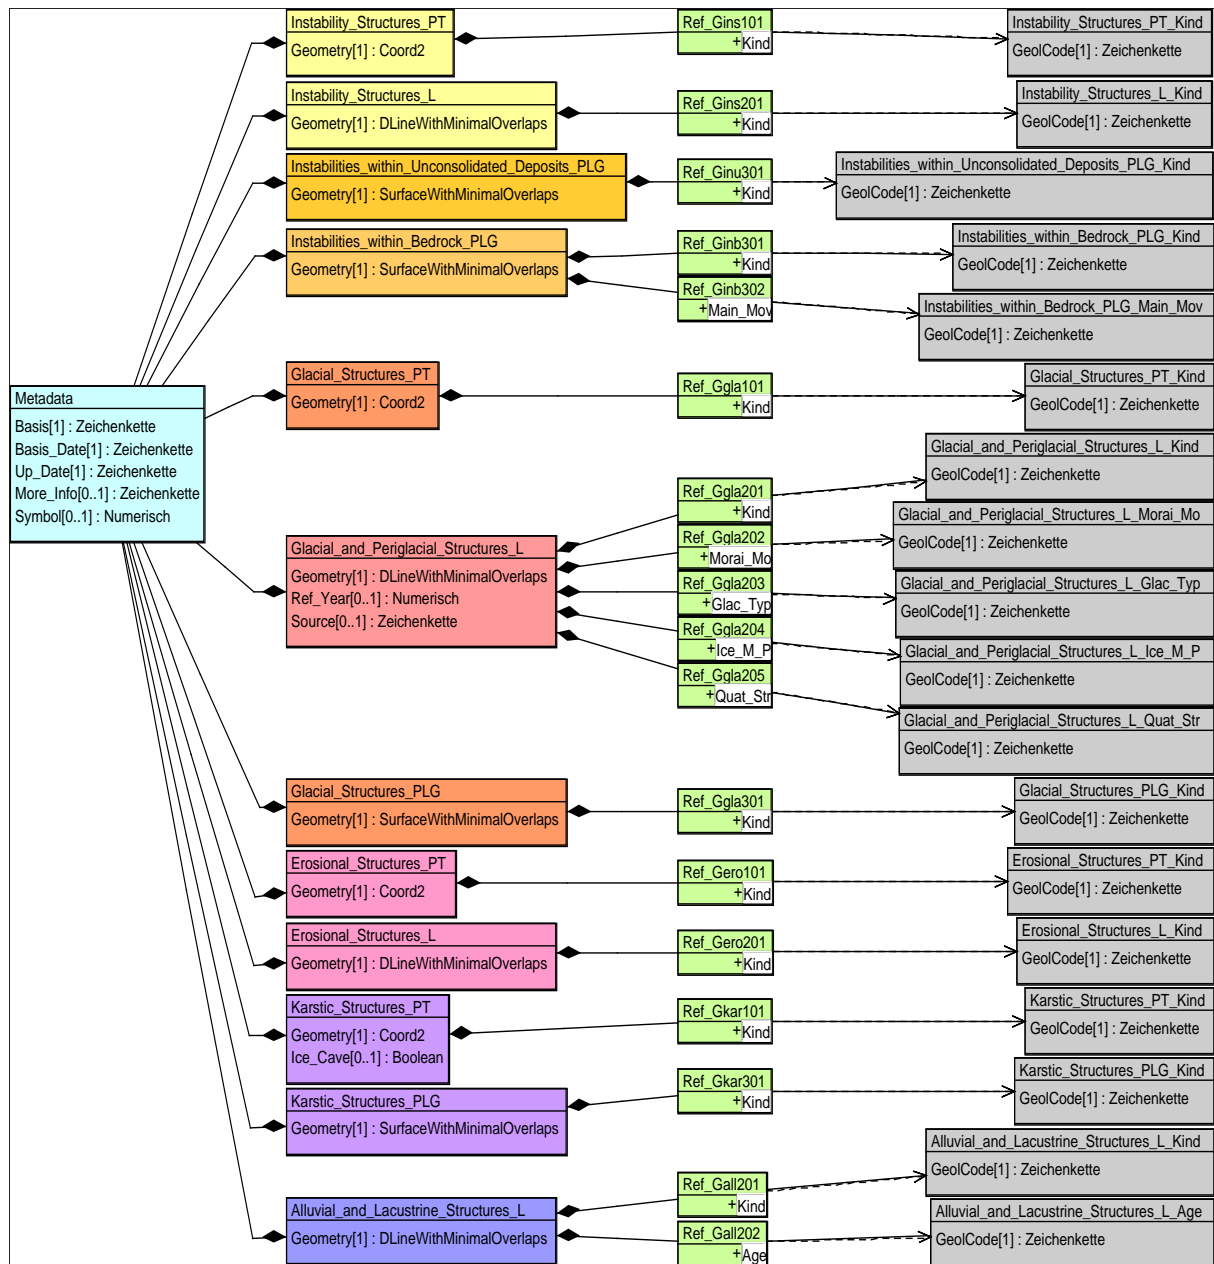 Instability_Structures_PT
Geometry[1] : Coord2
Ref_Gins101
+Kind
Instability_Structures_PT_Kind
GeolCode[1] : Zeichenkette
Instability_Structures_L
Geometry[1] : DLineWithMinimalOverlaps
Ref_Gins201
+Kind
Instability_Structures_L_Kind
GeolCode[1] : Zeichenkette
Instabilities_within_Unconsolidated_Deposits_PLG
Geometry[1] : SurfaceWithMinimalOverlaps
Ref_Ginu301
+Kind
Instabilities_within_Unconsolidated_Deposits_PLG_Kind
GeolCode[1] : Zeichenkette
Instabilities_within_Bedrock_PLG
Geometry[1] : SurfaceWithMinimalOverlaps
Ref_Ginb301
+Kind
Instabilities_within_Bedrock_PLG_Kind
GeolCode[1] : Zeichenkette
Ref_Ginb302
+Main_Mov
Instabilities_within_Bedrock_PLG_Main_Mov
GeolCode[1] : Zeichenkette
Glacial_Structures_PT
Geometry[1] : Coord2
Ref_Ggla101
+Kind
Glacial_Structures_PT_Kind
GeolCode[1] : Zeichenkette
Metadata
Basis[1] : Zeichenkette
Basis_Date[1] : Zeichenkette
Up_Date[1] : Zeichenkette
More_Info[0..1] : Zeichenkette
Symbol[0..1] : Numerisch
Glacial_and_Periglacial_Structures_L
Geometry[1] : DLineWithMinimalOverlaps
Ref_Year[0..1] : Numerisch
Source[0..1] : Zeichenkette
Ref_Ggla201
+Kind
Glacial_and_Periglacial_Structures_L_Kind
GeolCode[1] : Zeichenkette
Ref_Ggla202
+Morai_Mo
Glacial_and_Periglacial_Structures_L_Morai_Mo
GeolCode[1] : Zeichenkette
Ref_Ggla203
+Glac_Typ
Glacial_and_Periglacial_Structures_L_Glac_Typ
GeolCode[1] : Zeichenkette
Ref_Ggla204
+Ice_M_P
Glacial_and_Periglacial_Structures_L_Ice_M_P
GeolCode[1] : Zeichenkette
Ref_Ggla205
+Quat_Str
Glacial_and_Periglacial_Structures_L_Quat_Str
GeolCode[1] : Zeichenkette
Glacial_Structures_PLG
Geometry[1] : SurfaceWithMinimalOverlaps
Ref_Ggla301
+Kind
Glacial_Structures_PLG_Kind
GeolCode[1] : Zeichenkette
Erosional_Structures_PT
Geometry[1] : Coord2
Ref_Gero101
+Kind
Erosional_Structures_PT_Kind
GeolCode[1] : Zeichenkette
Erosional_Structures_L
Geometry[1] : DLineWithMinimalOverlaps
Ref_Gero201
+Kind
Erosional_Structures_L_Kind
GeolCode[1] : Zeichenkette
Karstic_Structures_PT
Geometry[1] : Coord2
Ice_Cave[0..1] : Boolean
Ref_Gkar101
+Kind
Karstic_Structures_PT_Kind
GeolCode[1] : Zeichenkette
Karstic_Structures_PLG
Geometry[1] : SurfaceWithMinimalOverlaps
Ref_Gkar301
+Kind
Karstic_Structures_PLG_Kind
GeolCode[1] : Zeichenkette
Alluvial_and_Lacustrine_Structures_L
Geometry[1] : DLineWithMinimalOverlaps
Ref_Gall201
+Kind
Alluvial_and_Lacustrine_Structures_L_Kind
GeolCode[1] : Zeichenkette
Ref_Gall202
+Age
Alluvial_and_Lacustrine_Structures_L_Age
GeolCode[1] : Zeichenkette